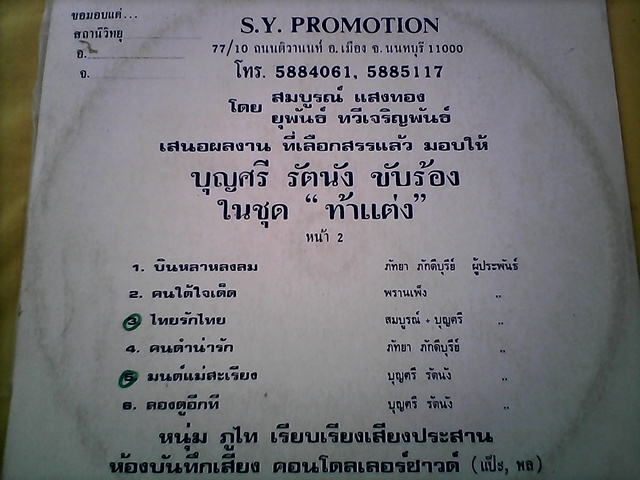 ขอมอบแด่...
สถานีวิทยุ
อ.
จ.
S.Y. PROMOTION
77/10 ถนนติวานนท์ อ.เมือง จ.นนทบุรี 11000
โทร. 5884061, 5885117
โดย สมบูรณ์ แสงทอง
ยุพันธ์ ทวีเจริญพันธ์
เสนอผลงาน ที่เลือกสรรแล้ว มอบให้
บุญศรี รัตนัง ขับร้อง
ในชุด “ ท้าแต่ง”
หน้า 2
1. บินหลาหลงลม ภัทยา ภักดีบุรีย์ ผู้ประพันธ์
2. คนใต้ใจเด็ด พรานเพ็ง ,,
3. ไทยรักไทย สมบูรณ์ + บุญศรี ,,
4. คนดำน่ารัก ภัทยา ภักดีบุรีย์ ,,
5. มนต์แม่สะเรียง บุญศรี รัตนัง ,,
6. ลองดูอีกที บุญศรี รัตนัง ,,
หนุ่ม ภูไท เรียบเรียงเสียงประสาน
ห้องบันทึกเสียง คอนโดลเลอร์ซาวด์ (แป๊ะ, พล)